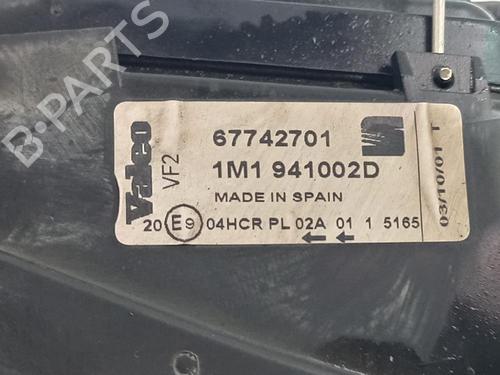 B-PARTS
Valeo
VF2
67742701
1M1 941002D
MADE IN SPAIN
20 E9 04HCR PL 02A 01 1 5165
03/10/01 T